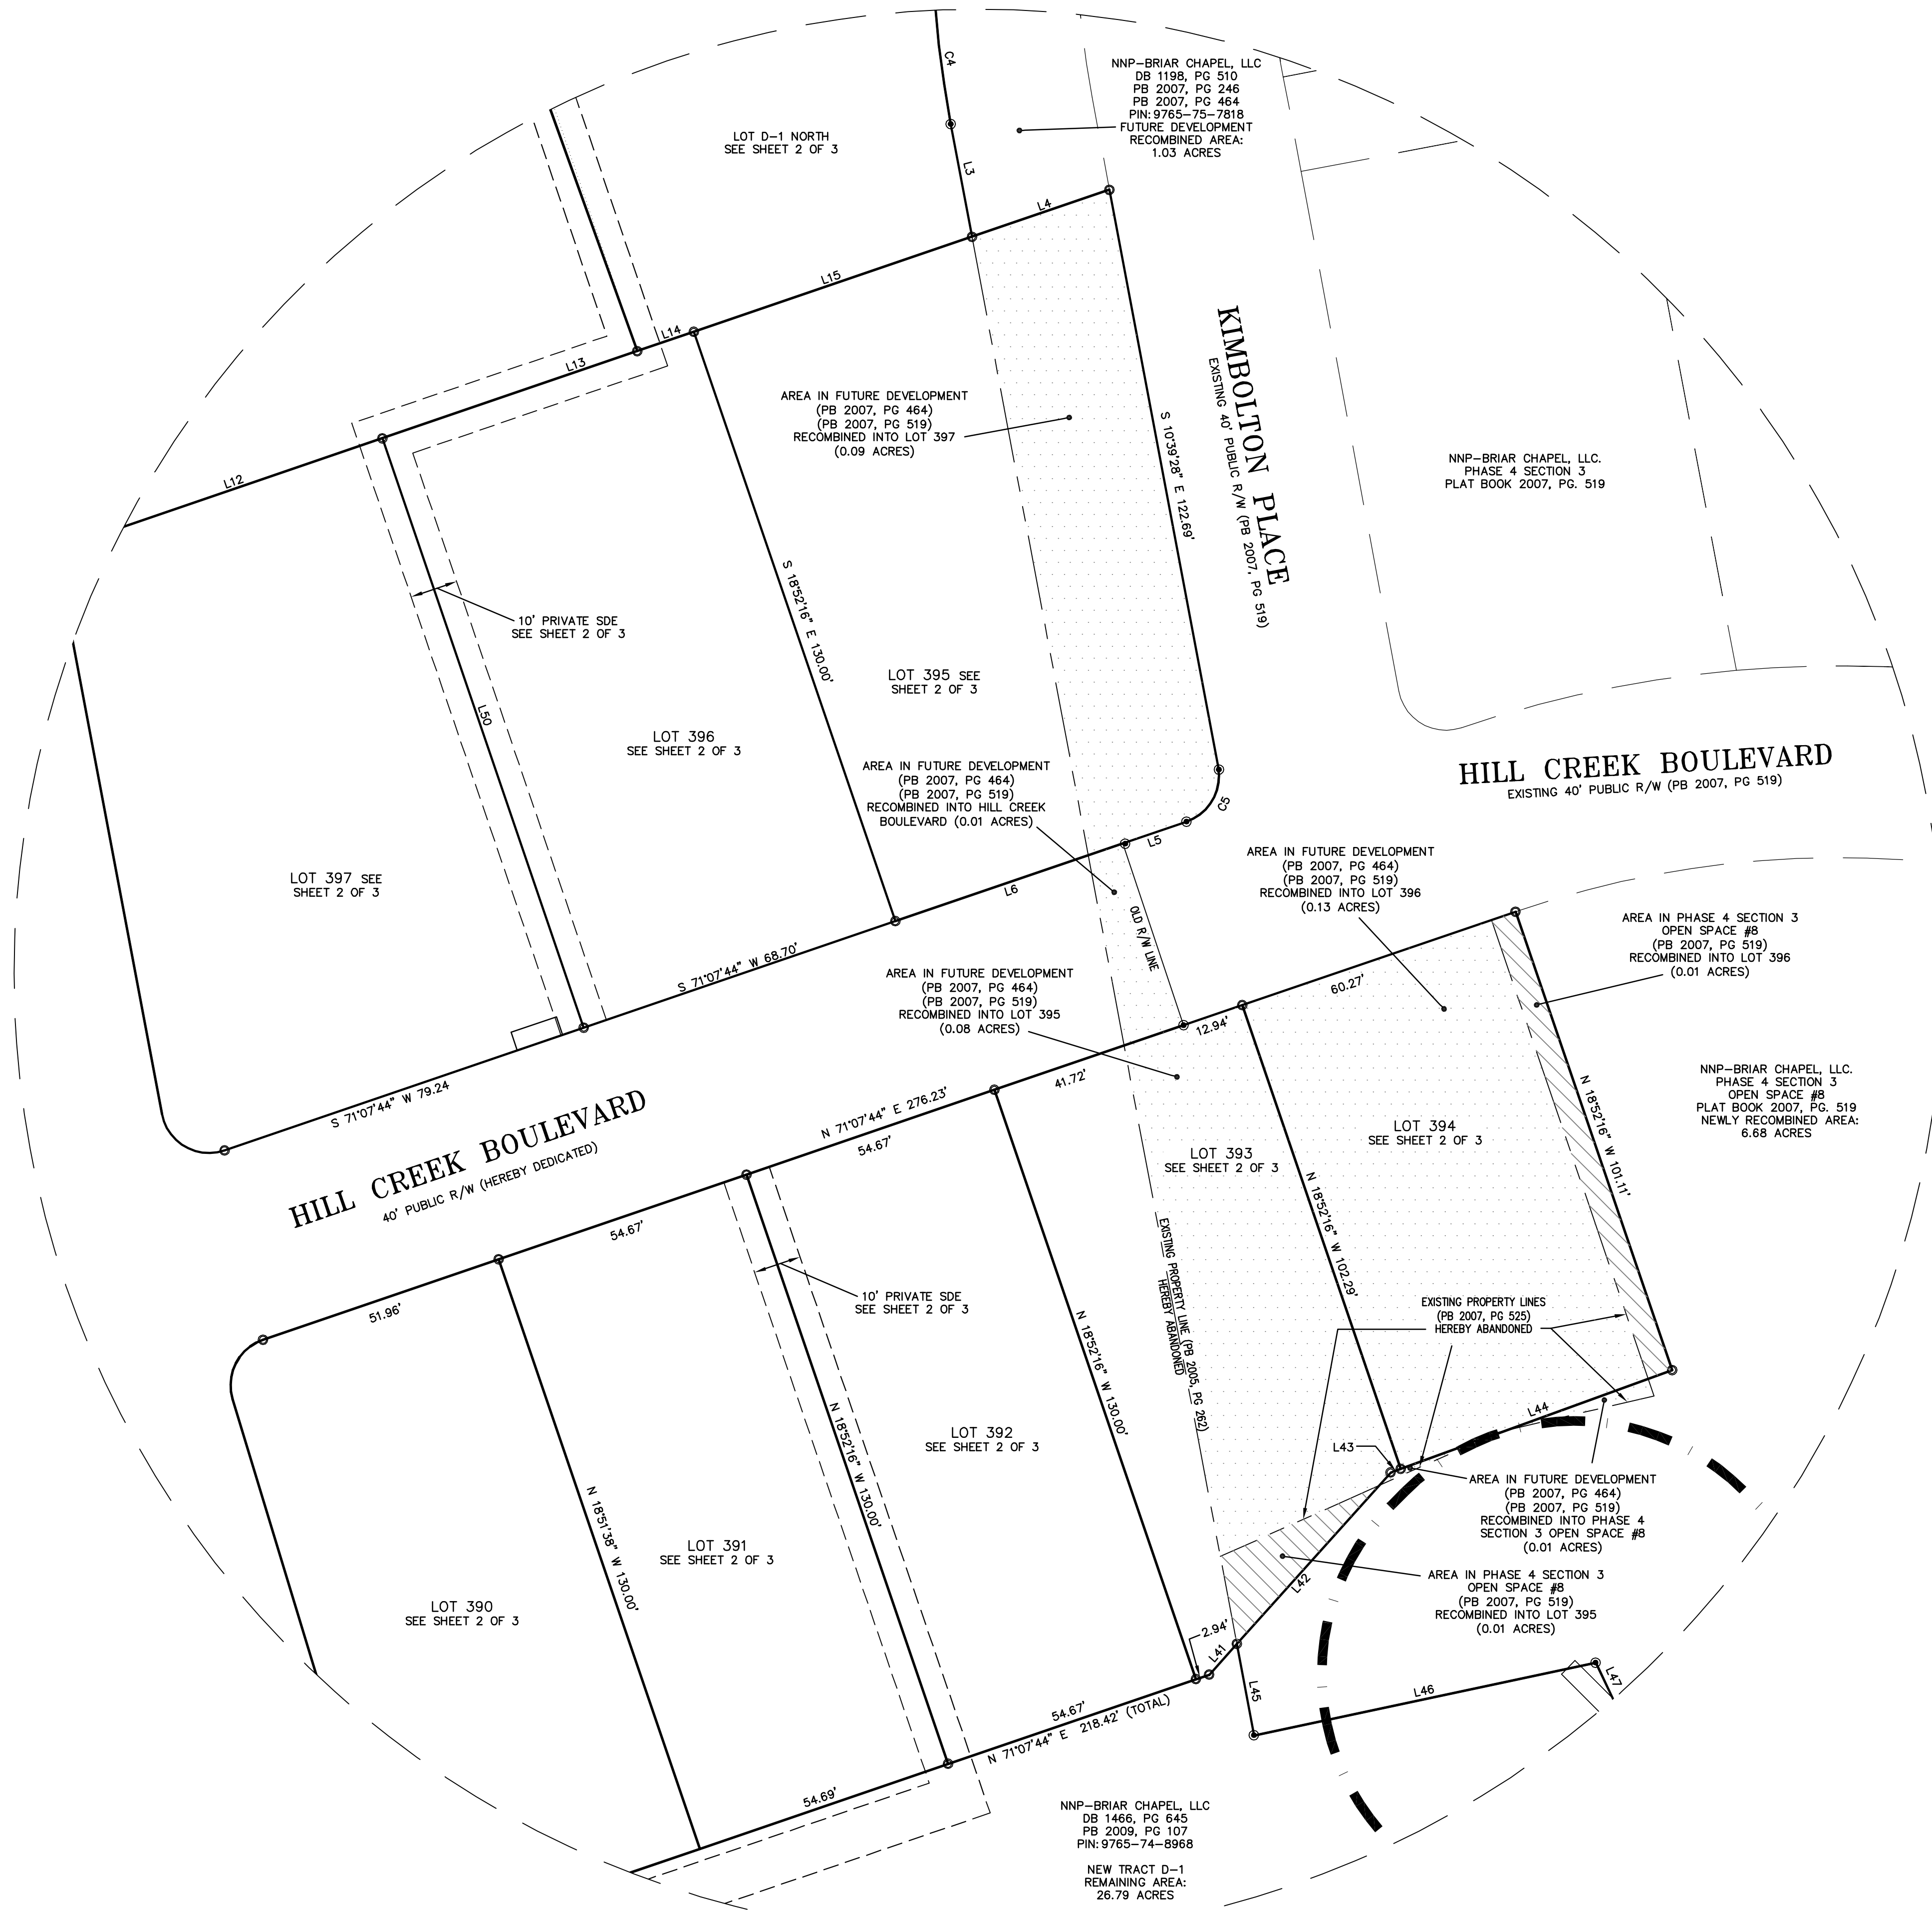 C4
NNP-BRIAR CHAPEL, LLC
DB 1198, PG 510
PB 2007, PG 246
PB 2007, PG 464
PIN: 9765-75-7818
FUTURE DEVELOPMENT
RECOMBINED AREA:
1.03 ACRES
LOT D-1 NORTH
SEE SHEET 2 OF 3
L3
L4
L15
L14
L13
L12
KIMBOLTON PLACE
EXISTING 40' PUBLIC R/W (PB 2007, PG 519)
S 10°39'28" E 122.69'
AREA IN FUTURE DEVELOPMENT
(PB 2007, PG 464)
(PB 2007, PG 519)
RECOMBINED INTO LOT 397
(0.09 ACRES)
NNP-BRIAR CHAPEL, LLC.
PHASE 4 SECTION 3
PLAT BOOK 2007, PG. 519
10' PRIVATE SDE
SEE SHEET 2 OF 3
S 18°52'16" E 130.00'
L50
LOT 395 SEE
SHEET 2 OF 3
LOT 396
SEE SHEET 2 OF 3
LOT 397 SEE
SHEET 2 OF 3
AREA IN FUTURE DEVELOPMENT
(PB 2007, PG 464)
(PB 2007, PG 519)
RECOMBINED INTO HILL CREEK
BOULEVARD (0.01 ACRES)
C5
L5
L6
HILL CREEK BOULEVARD
EXISTING 40' PUBLIC R/W (PB 2007, PG 519)
OLD R/W LINE
AREA IN FUTURE DEVELOPMENT
(PB 2007, PG 464)
(PB 2007, PG 519)
RECOMBINED INTO LOT 396
(0.13 ACRES)
AREA IN PHASE 4 SECTION 3
OPEN SPACE #8
(PB 2007, PG 519)
RECOMBINED INTO LOT 396
(0.01 ACRES)
S 71°07'44" W 68.70'
AREA IN FUTURE DEVELOPMENT
(PB 2007, PG 464)
(PB 2007, PG 519)
RECOMBINED INTO LOT 395
(0.08 ACRES)
60.27'
12.94'
41.72'
S 71°07'44" W 79.24
HILL CREEK BOULEVARD
40' PUBLIC R/W (HEREBY DEDICATED)
N 71°07'44" E 276.23'
54.67'
54.67'
51.96'
NNP-BRIAR CHAPEL, LLC.
PHASE 4 SECTION 3
OPEN SPACE #8
PLAT BOOK 2007, PG. 519
NEWLY RECOMBINED AREA:
6.68 ACRES
N 18°52'16" W 101.11'
LOT 394
SEE SHEET 2 OF 3
LOT 393
SEE SHEET 2 OF 3
N 18°52'16" W 102.29'
EXISTING PROPERTY LINE (PB 2005, PG 262)
HEREBY ABANDONED
10' PRIVATE SDE
SEE SHEET 2 OF 3
EXISTING PROPERTY LINES
(PB 2007, PG 525)
HEREBY ABANDONED
N 18°52'16" W 130.00'
L44
L43
LOT 392
SEE SHEET 2 OF 3
N 18°52'16" W 130.00'
AREA IN FUTURE DEVELOPMENT
(PB 2007, PG 464)
(PB 2007, PG 519)
RECOMBINED INTO PHASE 4
SECTION 3 OPEN SPACE #8
(0.01 ACRES)
N 18°51'38" W 130.00'
LOT 391
SEE SHEET 2 OF 3
LOT 390
SEE SHEET 2 OF 3
L42
AREA IN PHASE 4 SECTION 3
OPEN SPACE #8
(PB 2007, PG 519)
RECOMBINED INTO LOT 395
(0.01 ACRES)
2.94'
L41
L45
L46
L47
54.67'
N 71°07'44" E 218.42' (TOTAL)
54.69'
NNP-BRIAR CHAPEL, LLC
DB 1466, PG 645
PB 2009, PG 107
PIN: 9765-74-8968
NEW TRACT D-1
REMAINING AREA:
26.79 ACRES